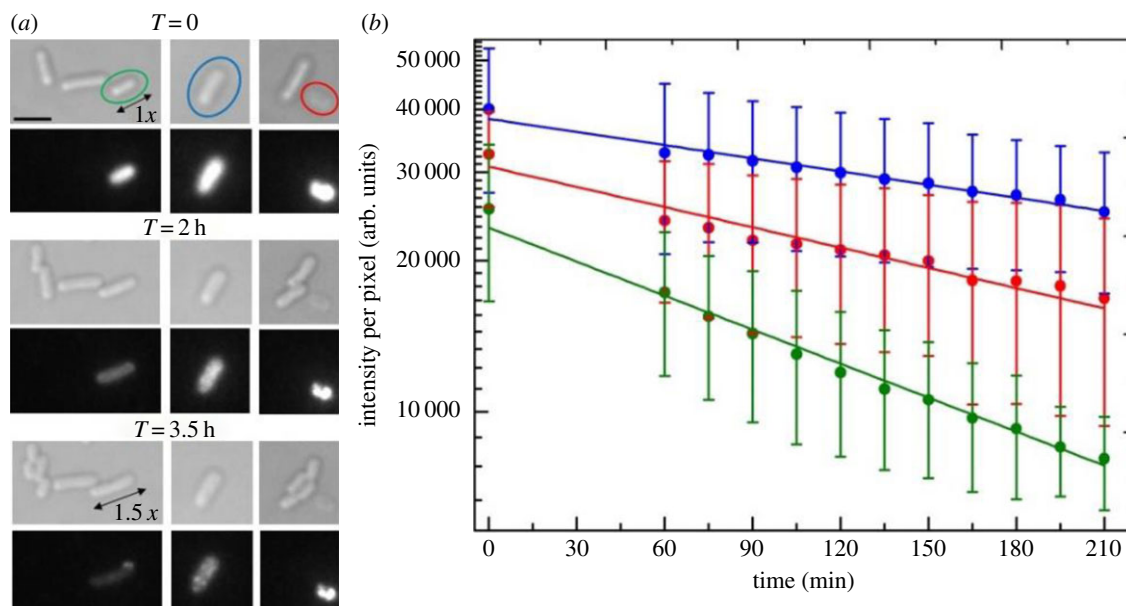 (a)
T = 0
1x
T = 2 h
T = 3.5 h
1.5 x
(b)
intensity per pixel (arb. units)
50 000
40 000
30 000
20 000
10 000
0 30 60 90 120 150 180 210
time (min)